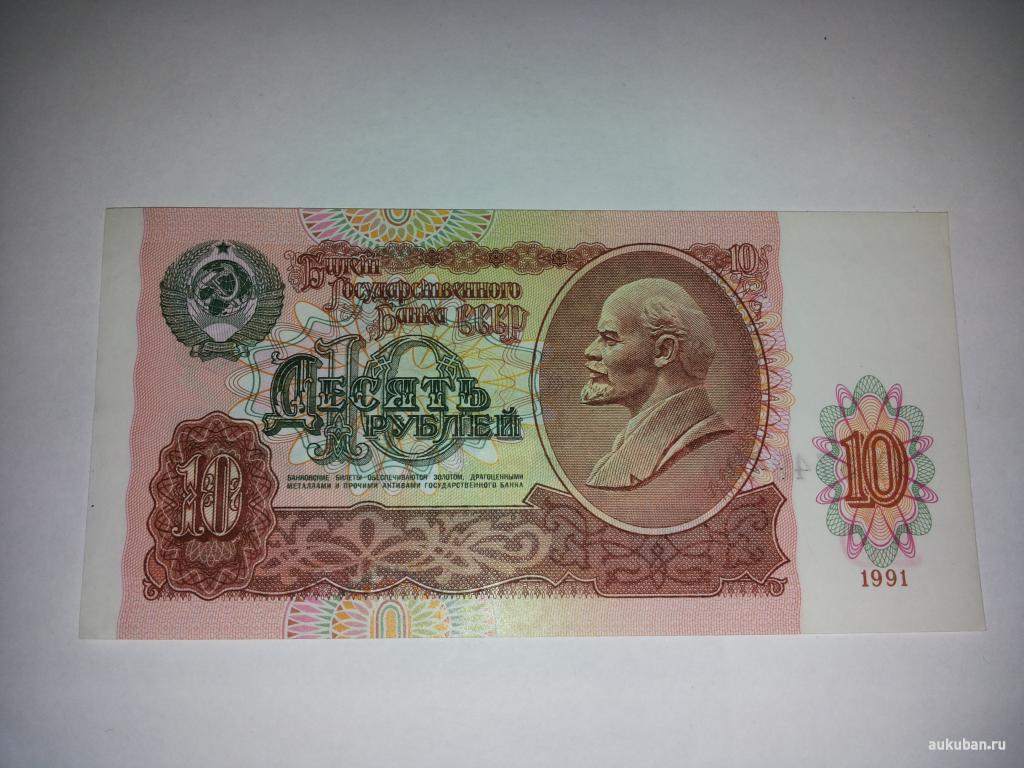 Билет
Государственного
Банка СССР
10
10
Десять
рублей
БАНКОВСКИЕ БИЛЕТЫ ОБЕСПЕЧИВАЮТСЯ ЗОЛОТОМ, ДРАГОЦЕННЫМИ
МЕТАЛЛАМИ И ПРОЧИМИ АКТИВАМИ ГОСУДАРСТВЕННОГО БАНКА
10
10
1991
aukuban.ru